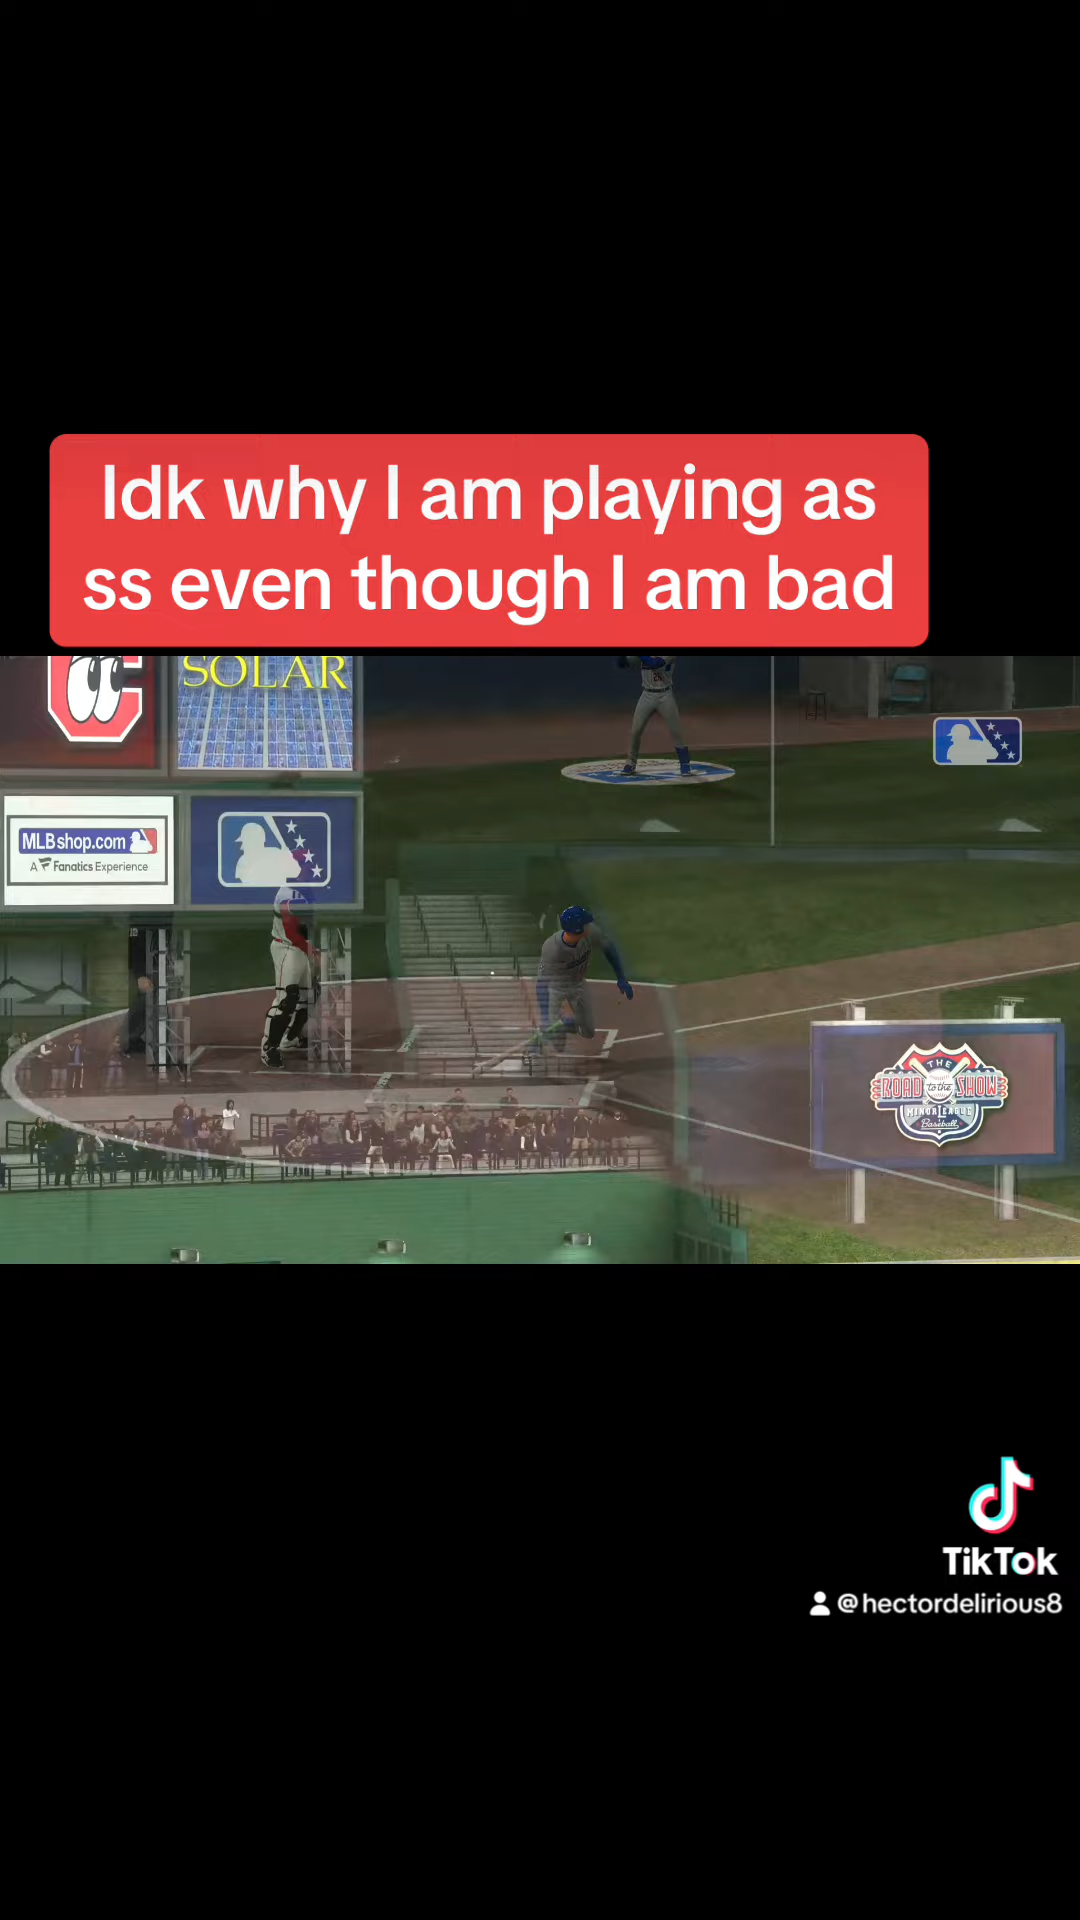 Idk why I am playing as
ss even though I am bad
SOLAR
MLBshop.com
A Fanatics Experience
THE
ROAD to the SHOW
MINOR LEAGUE
Baseball
TikTok
@hectordelirious8